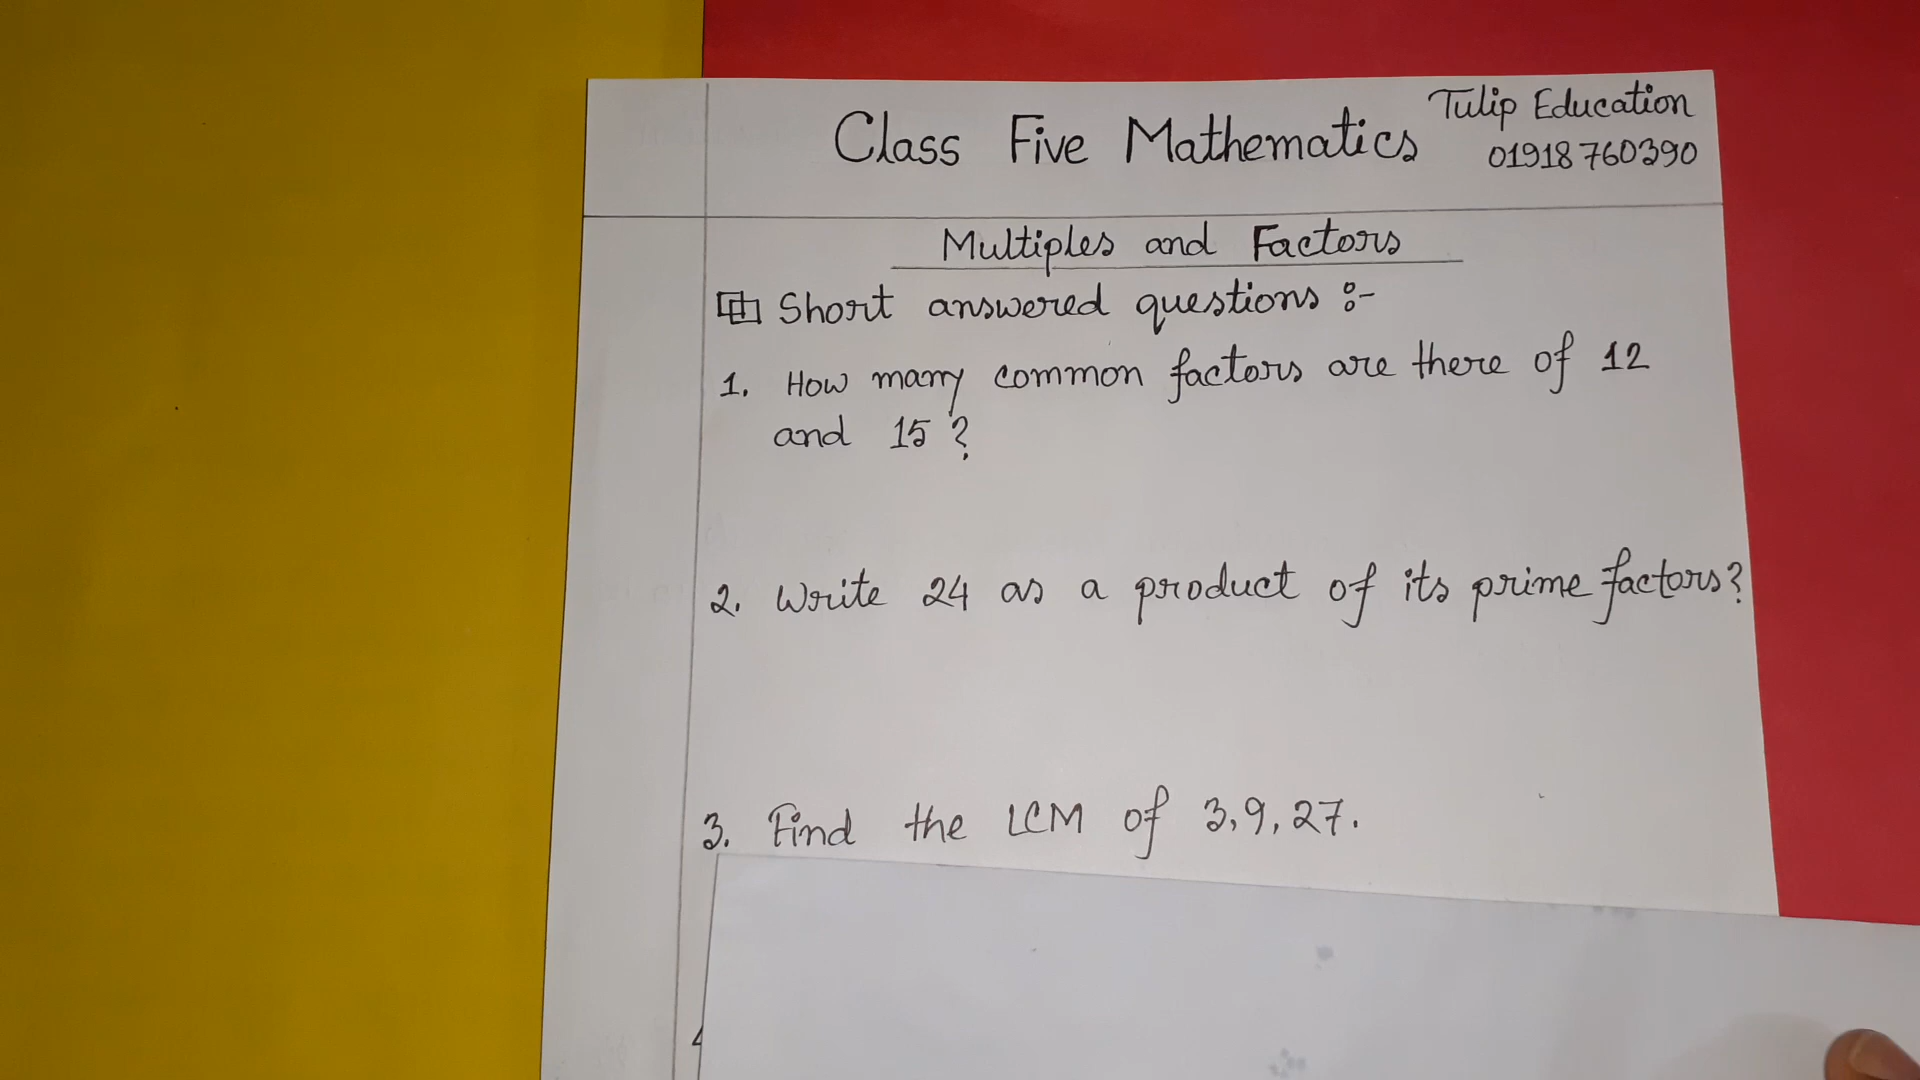 Class Five Mathematics
Tulip Education
01918760390
Multiples and Factors
Short answered questions :-
1. How many common factors are there of 12
and 15?
2. Write 24 as a product of its prime factors?
3. Find the LCM of 3, 9, 27.